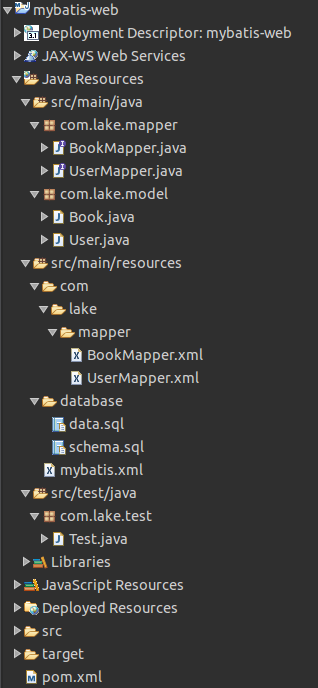 mybatis-web
Deployment Descriptor: mybatis-web
JAX-WS Web Services
Java Resources
src/main/java
com.lake.mapper
BookMapper.java
UserMapper.java
com.lake.model
Book.java
User.java
src/main/resources
com
lake
mapper
BookMapper.xml
UserMapper.xml
database
data.sql
schema.sql
mybatis.xml
src/test/java
com.lake.test
Test.java
Libraries
JavaScript Resources
Deployed Resources
src
target
pom.xml